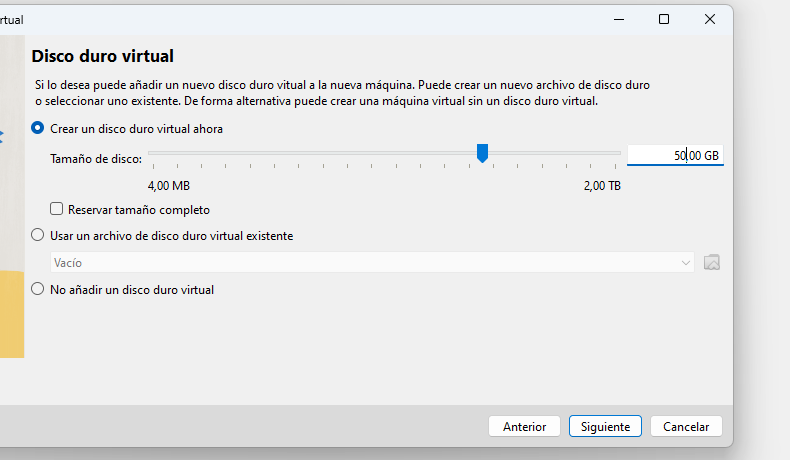 rtual
Disco duro virtual
Si lo desea puede añadir un nuevo disco duro vitual a la nueva máquina. Puede crear un nuevo archivo de disco duro
o seleccionar uno existente. De forma alternativa puede crear una máquina virtual sin un disco duro virtual.
Crear un disco duro virtual ahora
Tamaño de disco:
50,00 GB
4,00 MB
2,00 TB
Reservar tamaño completo
Usar un archivo de disco duro virtual existente
Vacío
No añadir un disco duro virtual
Anterior
Siguiente
Cancelar